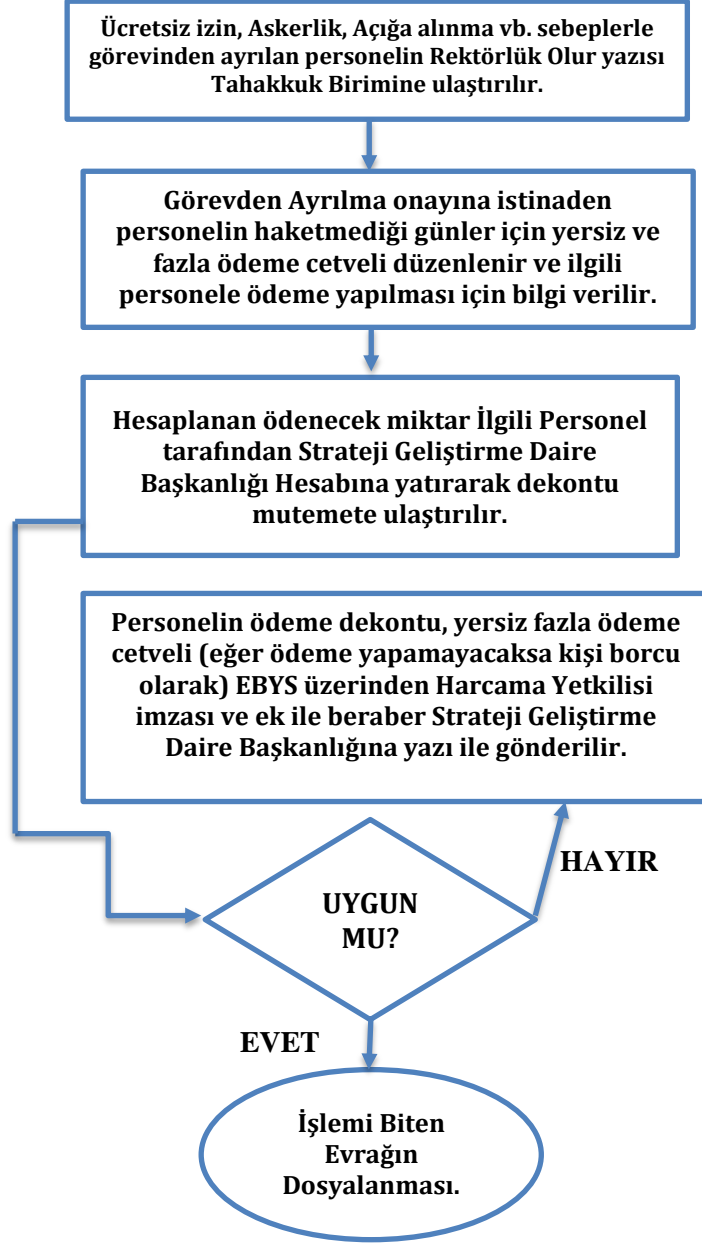 Ücretsiz izin, Askerlik, Açığa alınma vb. sebeplerle
görevinden ayrılan personelin Rektörlük Olur yazısı
Tahakkuk Birimine ulaştırılır.
Görevden Ayrılma onayına istinaden
personelin haketmediği günler için yersiz ve
fazla ödeme cetveli düzenlenir ve ilgili
personele ödeme yapılması için bilgi verilir.
Hesaplanan ödenecek miktar İlgili Personel
tarafından Strateji Geliştirme Daire
Başkanlığı Hesabına yatırarak dekontu
mutemete ulaştırılır.
Personelin ödeme dekontu, yersiz fazla ödeme
cetveli (eğer ödeme yapamayacaksa kişi borcu
olarak) EBYS üzerinden Harcama Yetkilisi
imzası ve ek ile beraber Strateji Geliştirme
Daire Başkanlığına yazı ile gönderilir.
HAYIR
UYGUN
MU?
EVET
İşlemi Biten
Evrağın
Dosyalanması.